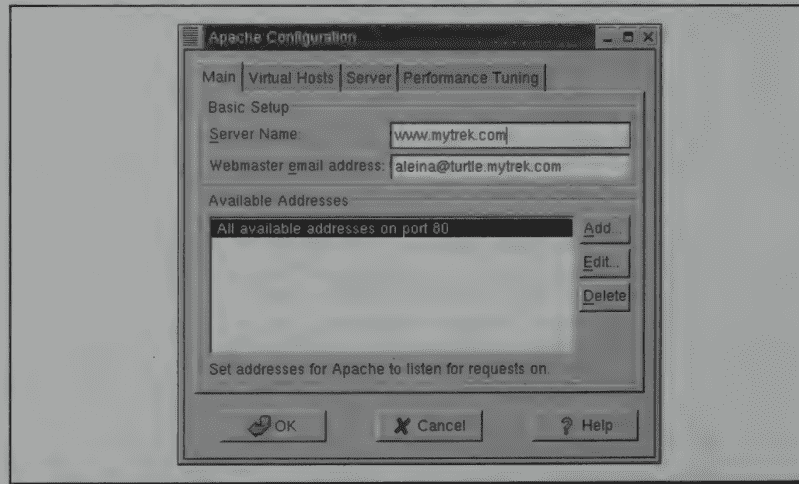 Apache Configuration
Main Virtual Hosts Server Performance Tuning
Basic Setup
Server Name: www.mytrek.com
Webmaster email address: aleina@turtle.mytrek.com
Available Addresses
All available addresses on port 80
Add...
Edit...
Delete
Set addresses for Apache to listen for requests on.
OK Cancel Help